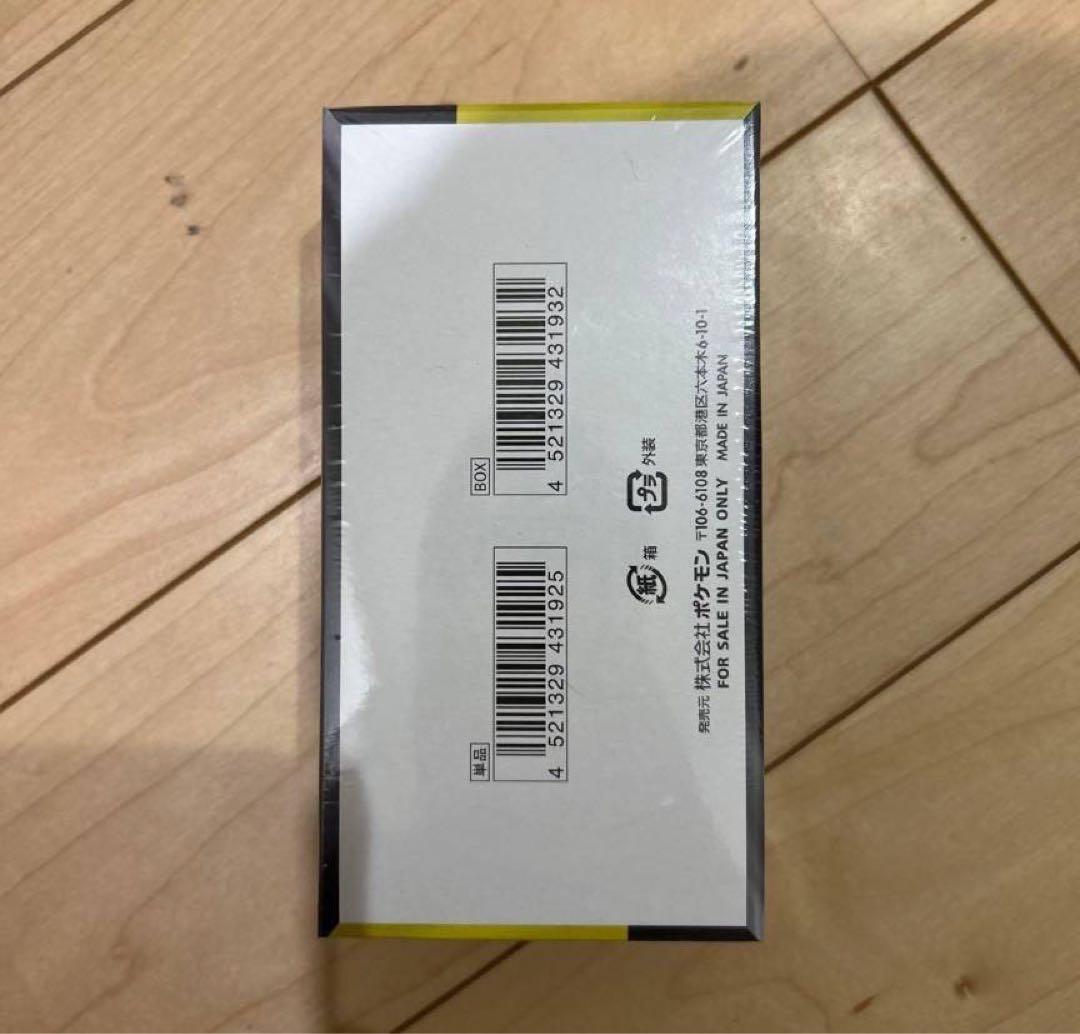 単品
4 521329 431925
BOX
4 521329 431932
紙 箱
プラ 外装
発売元 株式会社ポケモン 〒106-6108 東京都港区六本木6-10-1
FOR SALE IN JAPAN ONLY MADE IN JAPAN